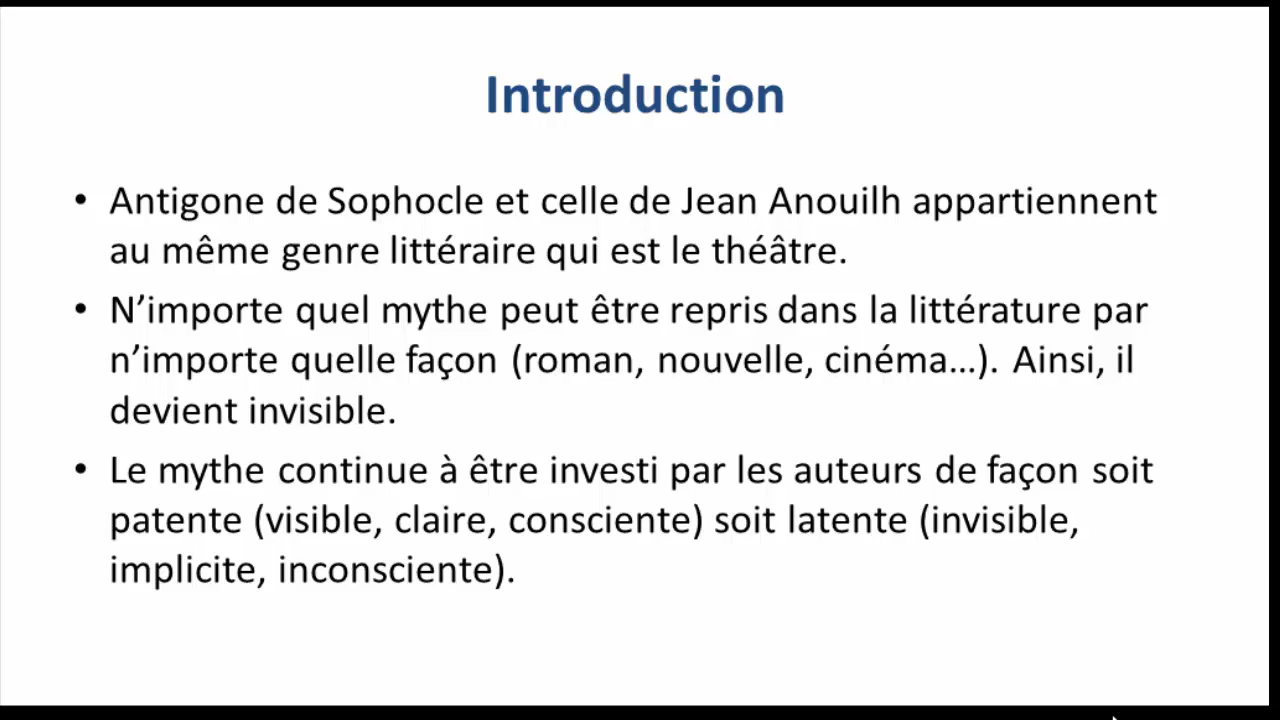 Introduction
• Antigone de Sophocle et celle de Jean Anouilh appartiennent
au même genre littéraire qui est le théâtre.
• N’importe quel mythe peut être repris dans la littérature par
n’importe quelle façon (roman, nouvelle, cinéma…). Ainsi, il
devient invisible.
• Le mythe continue à être investi par les auteurs de façon soit
patente (visible, claire, consciente) soit latente (invisible,
implicite, inconsciente).